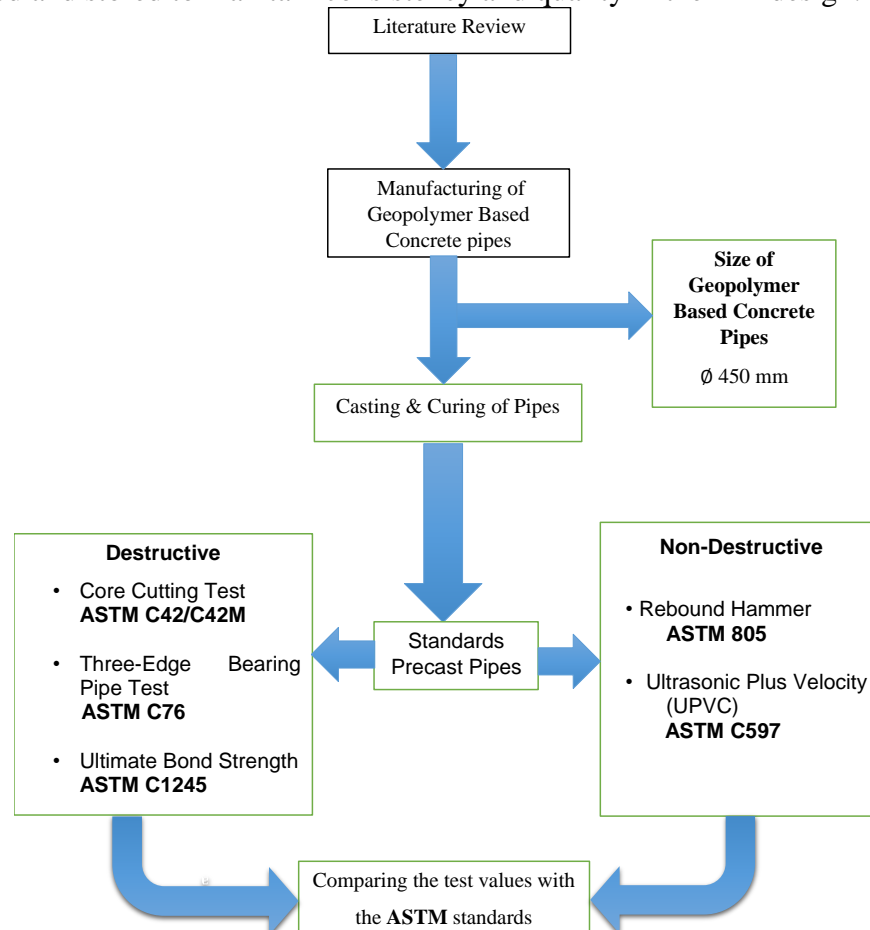 Literature Review
Manufacturing of
Geopolymer Based
Concrete pipes
Size of
Geopolymer
Based Concrete
Pipes
Ø 450 mm
Casting & Curing of Pipes
Destructive
• Core Cutting Test
ASTM C42/C42M
• Three-Edge Bearing
Pipe Test
ASTM C76
• Ultimate Bond Strength
ASTM C1245
Standards
Precast Pipes
Non-Destructive
• Rebound Hammer
ASTM 805
• Ultrasonic Plus Velocity
(UPVC)
ASTM C597
e
Comparing the test values with
the ASTM standards